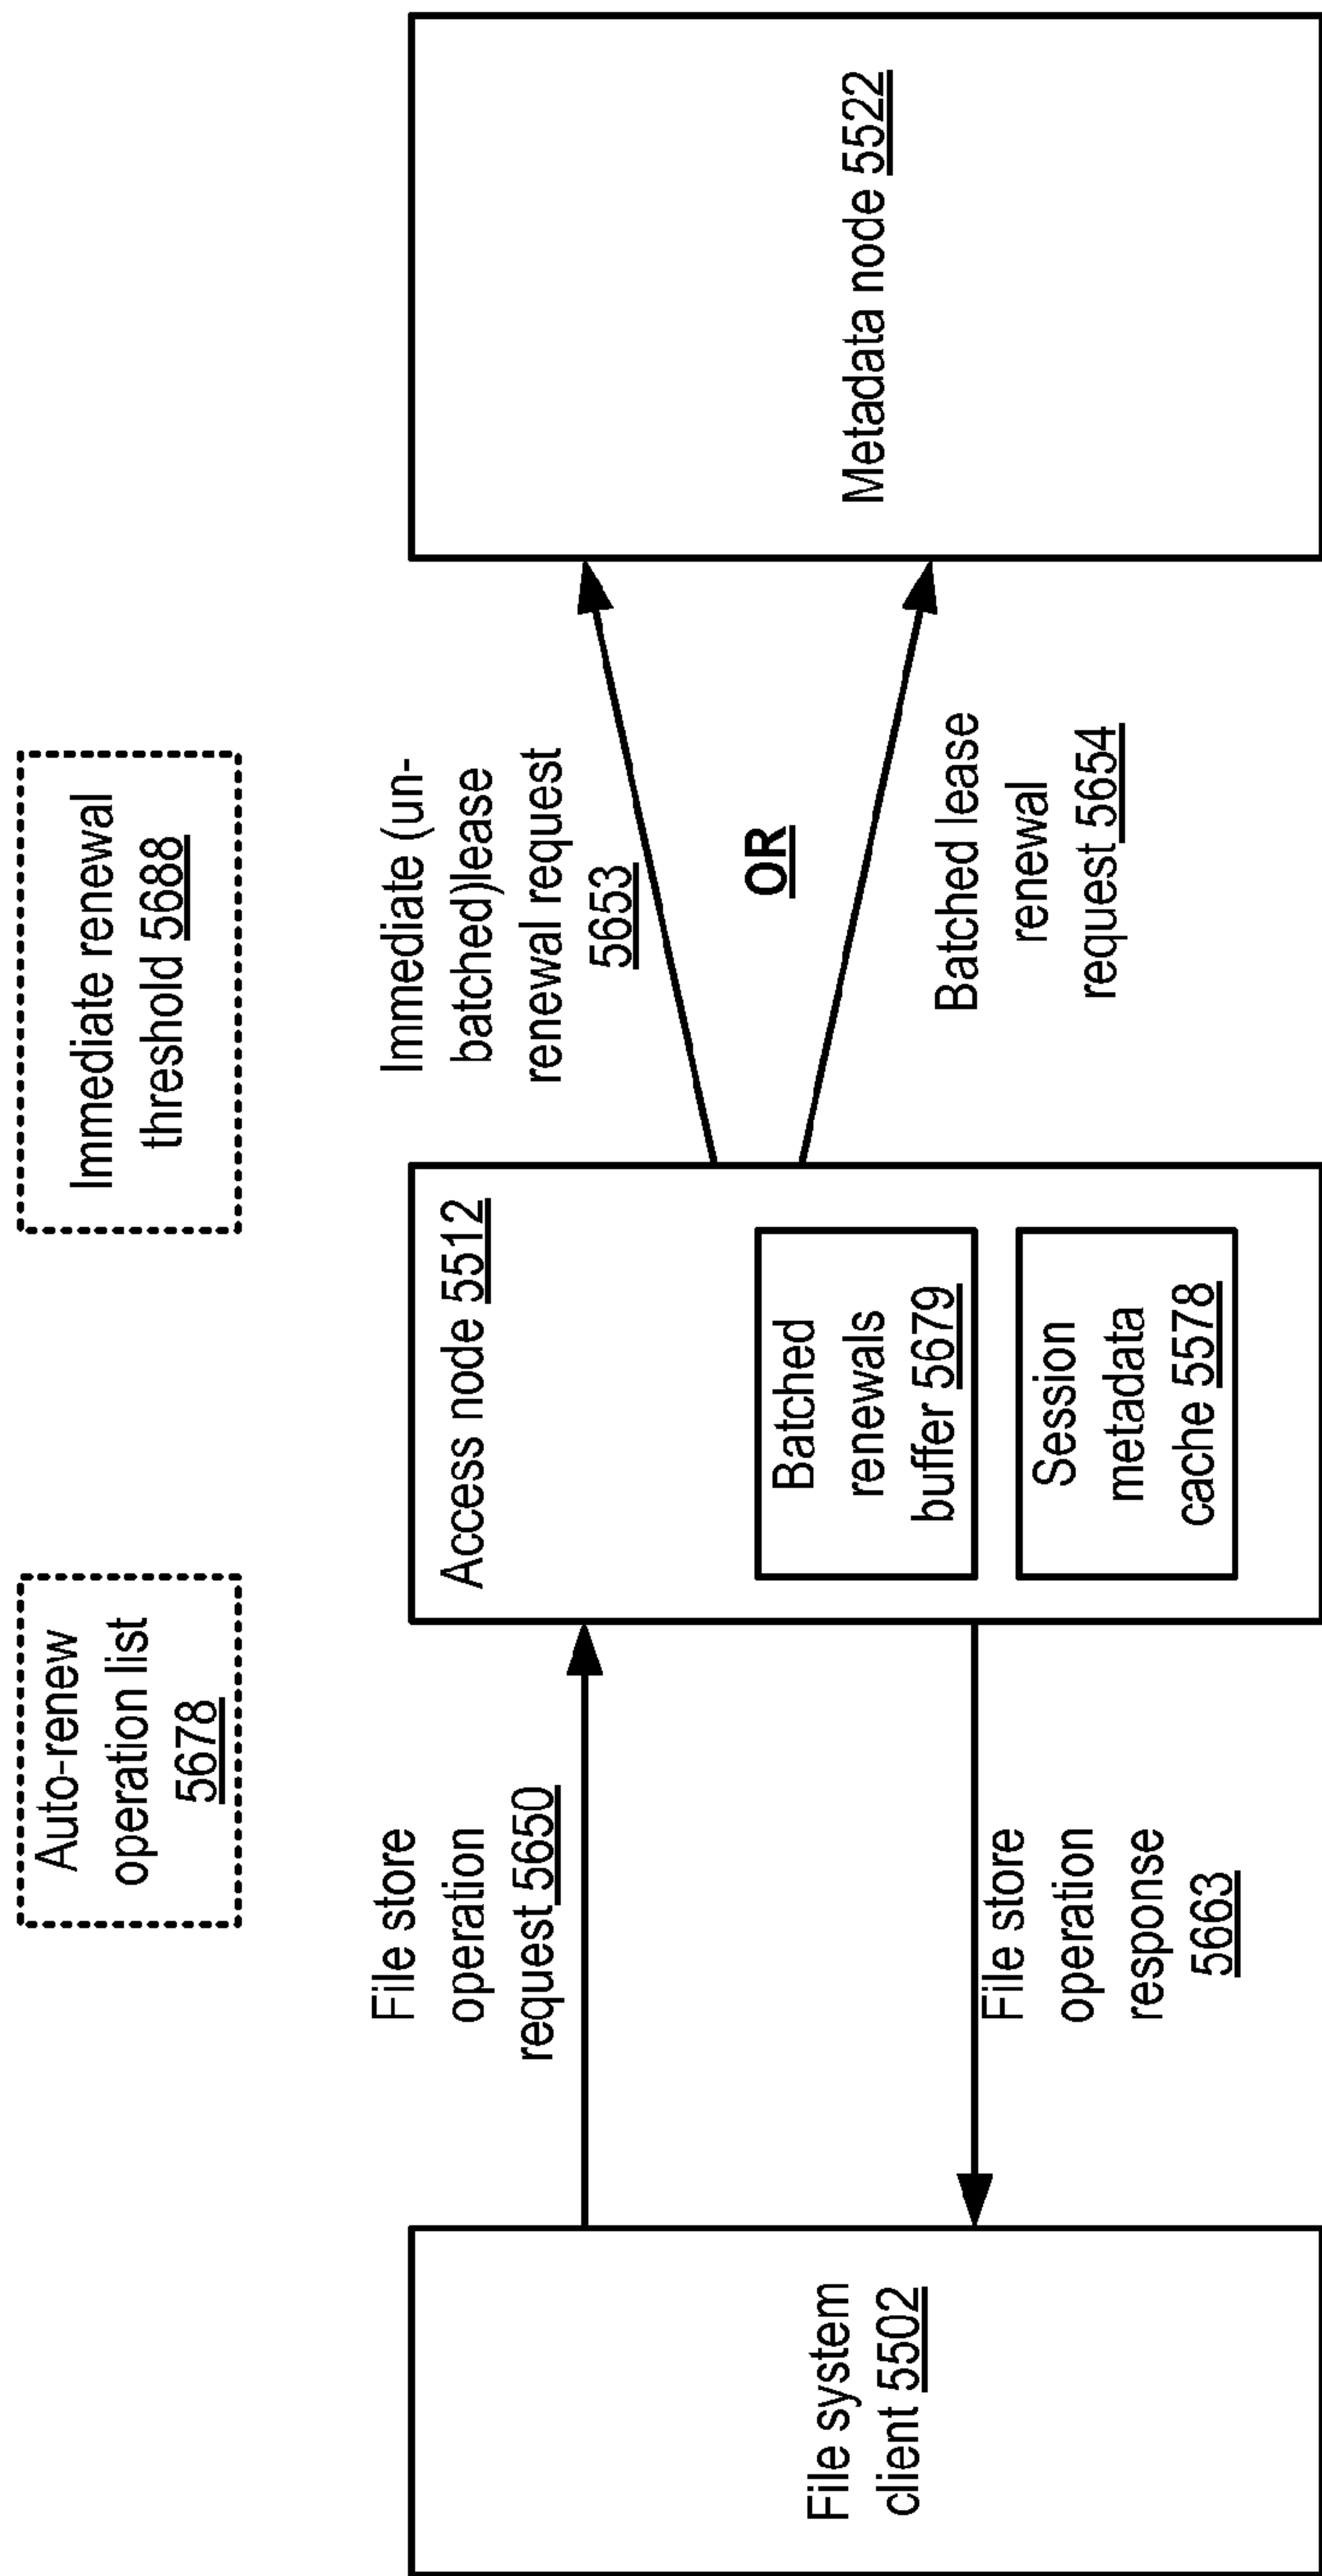 Auto-renew
operation list
5678
Immediate renewal
threshold 5688
File system
client 5502
File store
operation
request 5650
File store
operation
response
5663
Access node 5512
Batched
renewals
buffer 5679
Session
metadata
cache 5578
Immediate (un-
batched)lease
renewal request
5653
OR
Batched lease
renewal
request 5654
Metadata node 5522